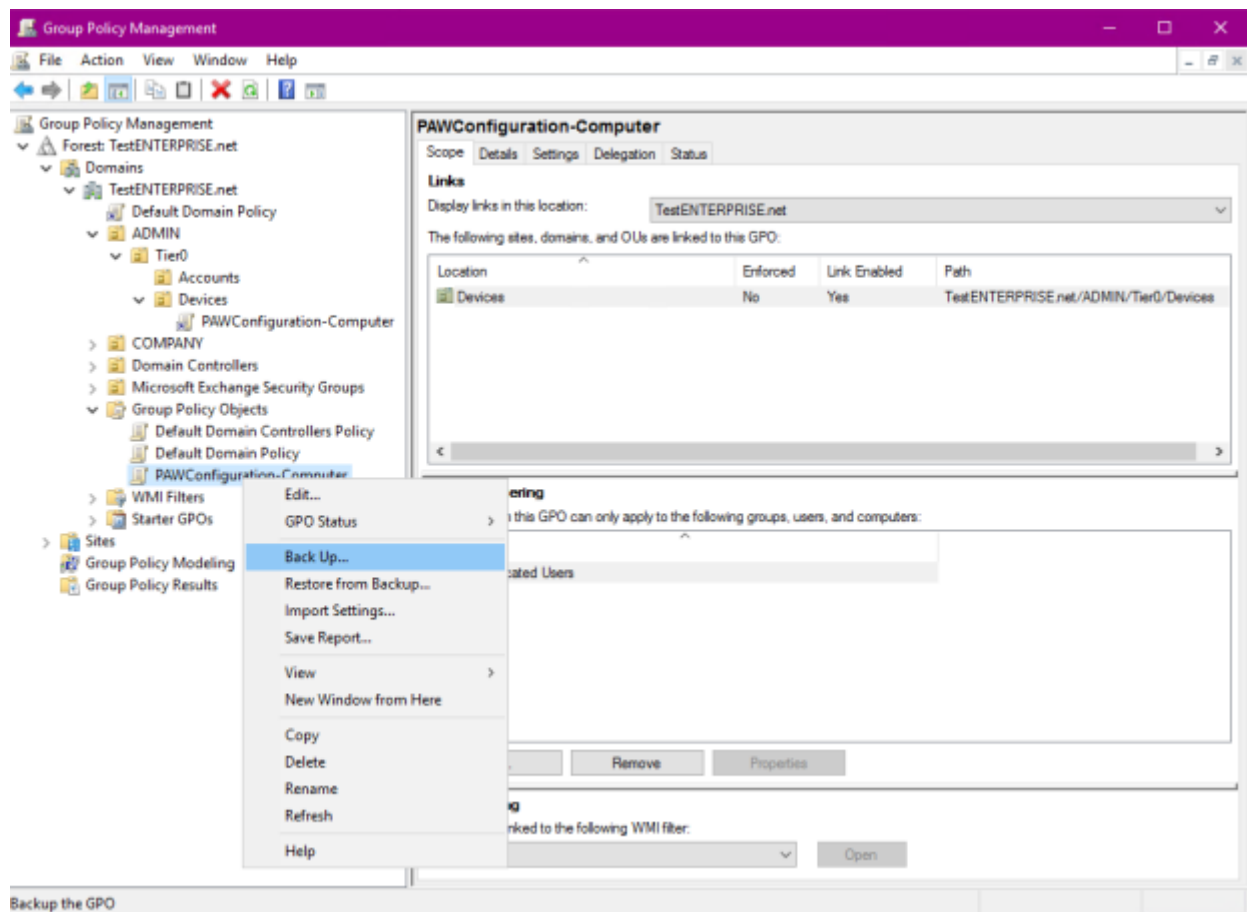 Group Policy Management
File Action View Window Help
Group Policy Management
Forest: TestENTERPRISE.net
Domains
TestENTERPRISE.net
Default Domain Policy
ADMIN
Tier0
Accounts
Devices
PAWConfiguration-Computer
COMPANY
Domain Controllers
Microsoft Exchange Security Groups
Group Policy Objects
Default Domain Controllers Policy
Default Domain Policy
PAWConfiguration-Computer
WMI Filters
Starter GPOs
Sites
Group Policy Modeling
Group Policy Results
PAWConfiguration-Computer
Scope Details Settings Delegation Status
Links
Display links in this location: TestENTERPRISE.net
The following sites, domains, and OUs are linked to this GPO:
Location Enforced Link Enabled Path
Devices No Yes TestENTERPRISE.net/ADMIN/Tier0/Devices
ering
this GPO can only apply to the following groups, users, and computers:
cated Users
Remove Properties
nked to the following WMI filter:
Open
Edit...
GPO Status
Back Up...
Restore from Backup...
Import Settings...
Save Report...
View
New Window from Here
Copy
Delete
Rename
Refresh
Help
Backup the GPO